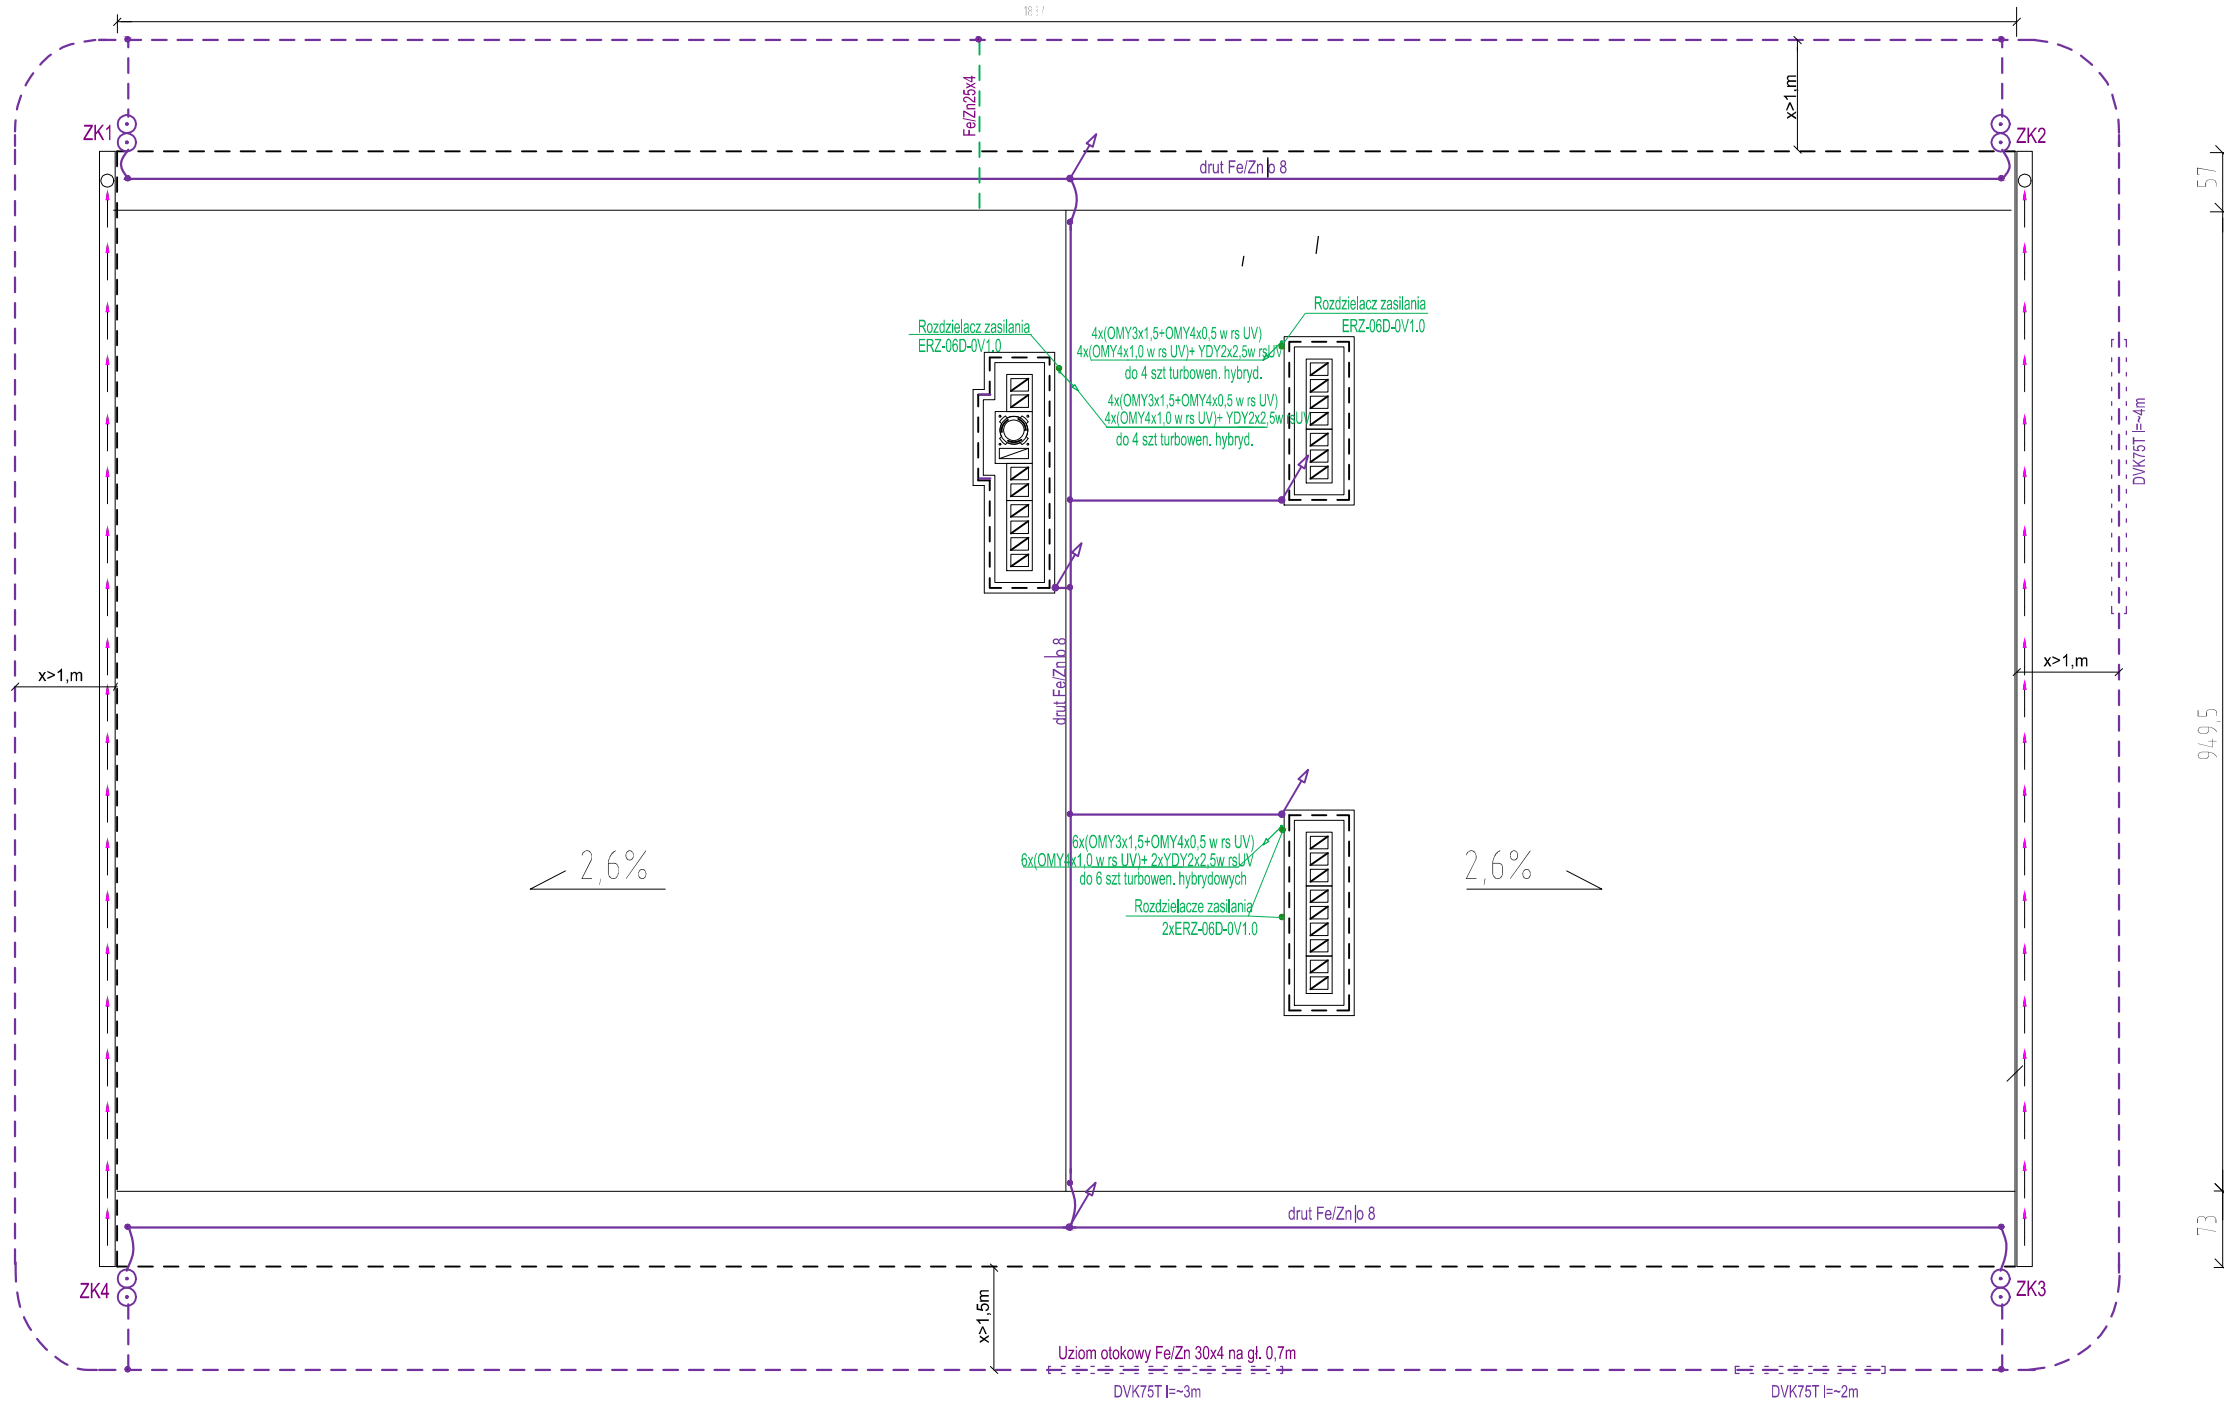 Fe/Zn25x4
x>1,m
ZK1
ZK2
drut Fe/Zn o 8
57
Rozdzielacz zasilania
ERZ-06D-0V1.0
Rozdzielacz zasilania
ERZ-06D-0V1.0
4x(OMY3x1,5+OMY4x0,5 w rs UV)
4x(OMY4x1,0 w rs UV)+ YDY2x2,5w rsUV
do 4 szt turbowen. hybryd.
4x(OMY3x1,5+OMY4x0,5 w rs UV)
4x(OMY4x1,0 w rs UV)+ YDY2x2,5w rsUV
do 4 szt turbowen. hybryd.
DVK75T l=~4m
drut Fe/Zn o 8
x>1,m
x>1,m
949,5
2,6%
2,6%
6x(OMY3x1,5+OMY4x0,5 w rs UV)
6x(OMY4x1,0 w rs UV)+ 2xYDY2x2,5w rsUV
do 6 szt turbowen. hybrydowych
Rozdzielacze zasilania
2xERZ-06D-0V1.0
drut Fe/Zn o 8
73
ZK4
ZK3
x>1,5m
Uziom otokowy Fe/Zn 30x4 na gł. 0,7m
DVK75T l=~3m
DVK75T l=~2m